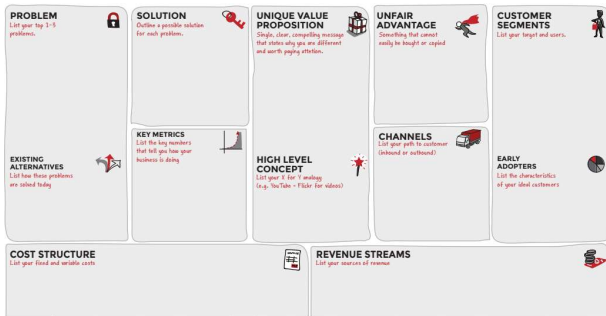 PROBLEM
List your top 1-3
problems.
EXISTING
ALTERNATIVES
List how these problems
are solved today
SOLUTION
Outline a possible solution
for each problem.
KEY METRICS
List the key numbers
that tell you how your
business is doing
UNIQUE VALUE
PROPOSITION
Single, clear, compelling message
that states why you are different
and worth paying attention.
HIGH LEVEL
CONCEPT
List your X for Y analogy
(e.g. YouTube = Flickr for videos)
UNFAIR
ADVANTAGE
Something that cannot
easily be bought or copied
CHANNELS
List your path to customer
(inbound or outbound)
CUSTOMER
SEGMENTS
List your target and users.
EARLY
ADOPTERS
List the characteristics
of your ideal customers
COST STRUCTURE
List your fixed and variable costs
REVENUE STREAMS
List your sources of revenue